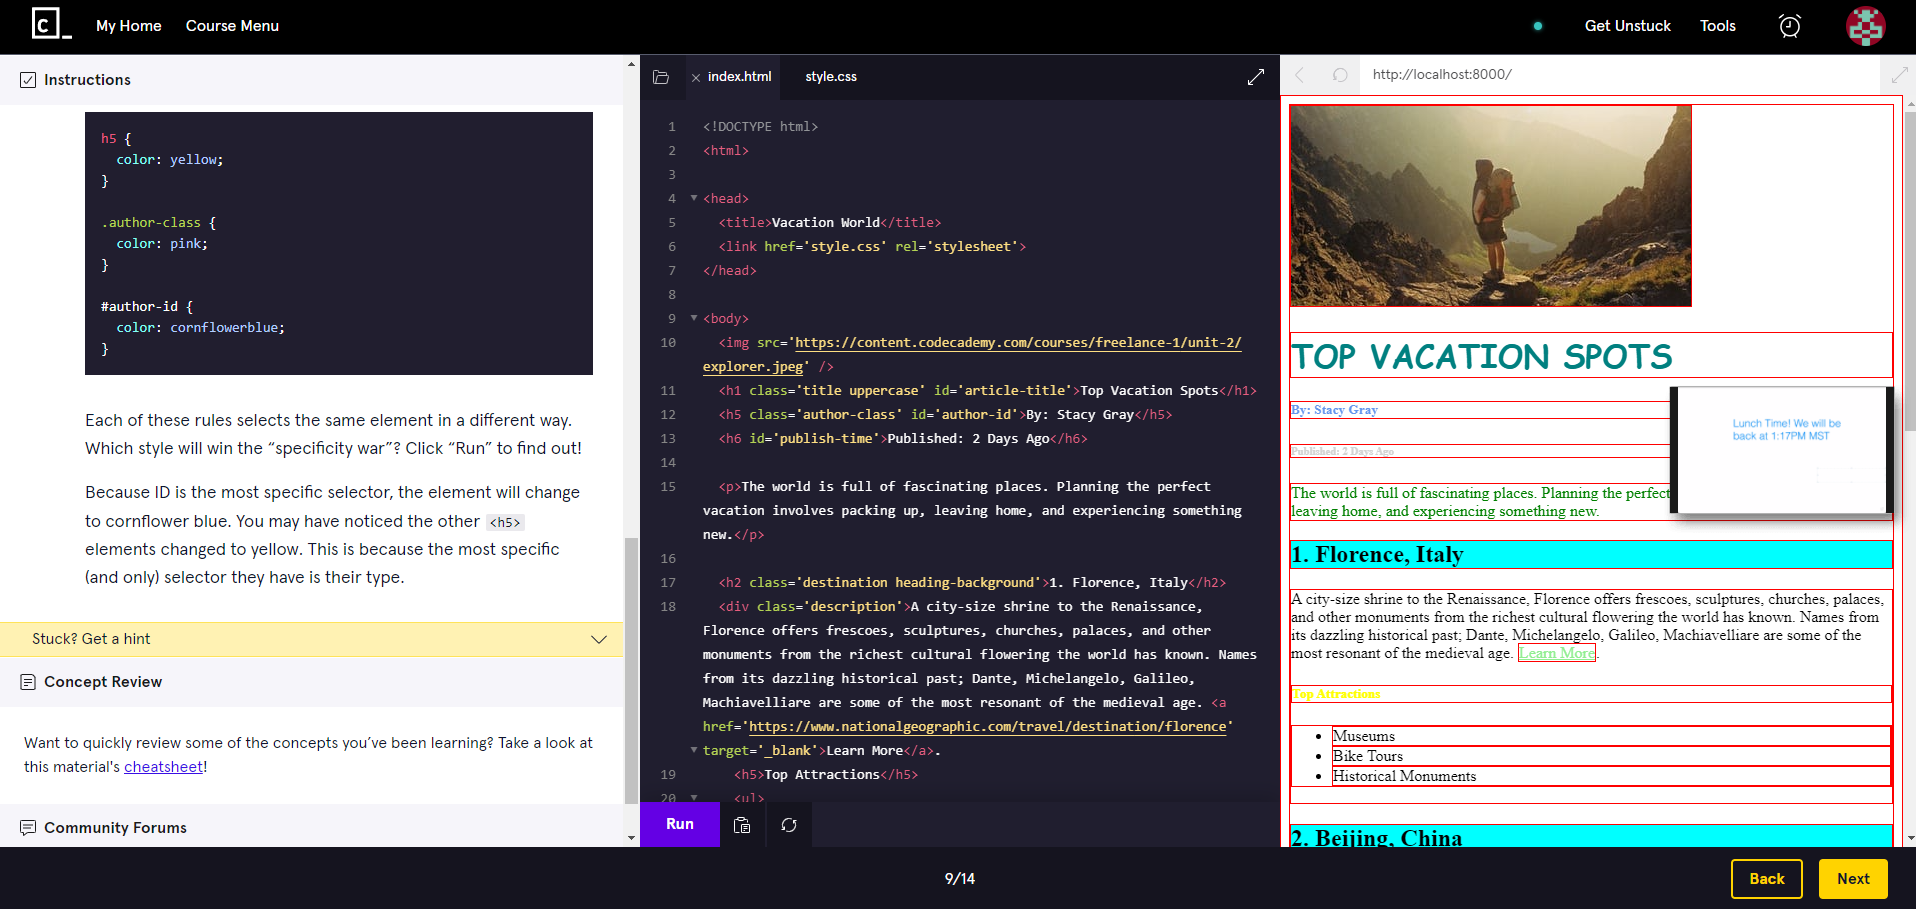 C_
My Home
Course Menu
Get Unstuck
Tools
Instructions
h5 {
color: yellow;
}
.author-class {
color: pink;
}
#author-id {
color: cornflowerblue;
}
Each of these rules selects the same element in a different way.
Which style will win the “specificity war”? Click “Run” to find out!
Because ID is the most specific selector, the element will change
to cornflower blue. You may have noticed the other <h5>
elements changed to yellow. This is because the most specific
(and only) selector they have is their type.
Stuck? Get a hint
Concept Review
Want to quickly review some of the concepts you’ve been learning? Take a look at
this material's cheatsheet!
Community Forums
index.html
style.css
1 <!DOCTYPE html>
2 <html>
3
4 <head>
5 <title>Vacation World</title>
6 <link href='style.css' rel='stylesheet'>
7 </head>
8
9 <body>
10 <img src='https://content.codecademy.com/courses/freelance-1/unit-2/
explorer.jpeg' />
11 <h1 class='title uppercase' id='article-title'>Top Vacation Spots</h1>
12 <h5 class='author-class' id='author-id'>By: Stacy Gray</h5>
13 <h6 id='publish-time'>Published: 2 Days Ago</h6>
14
15 <p>The world is full of fascinating places. Planning the perfect
vacation involves packing up, leaving home, and experiencing something
new.</p>
16
17 <h2 class='destination heading-background'>1. Florence, Italy</h2>
18 <div class='description'>A city-size shrine to the Renaissance,
Florence offers frescoes, sculptures, churches, palaces, and other
monuments from the richest cultural flowering the world has known. Names
from its dazzling historical past; Dante, Michelangelo, Galileo,
Machiavelliare are some of the most resonant of the medieval age. <a
href='https://www.nationalgeographic.com/travel/destination/florence'
target='_blank'>Learn More</a>.
19 <h5>Top Attractions</h5>
20 <ul>
Run
http://localhost:8000/
TOP VACATION SPOTS
By: Stacy Gray
Published: 2 Days Ago
Lunch Time! We will be
back at 1:17PM MST
The world is full of fascinating places. Planning the perfect
leaving home, and experiencing something new.
1. Florence, Italy
A city-size shrine to the Renaissance, Florence offers frescoes, sculptures, churches, palaces,
and other monuments from the richest cultural flowering the world has known. Names from
its dazzling historical past; Dante, Michelangelo, Galileo, Machiavelliare are some of the
most resonant of the medieval age. Learn More.
Top Attractions
Museums
Bike Tours
Historical Monuments
2. Beijing, China
9/14
Back
Next